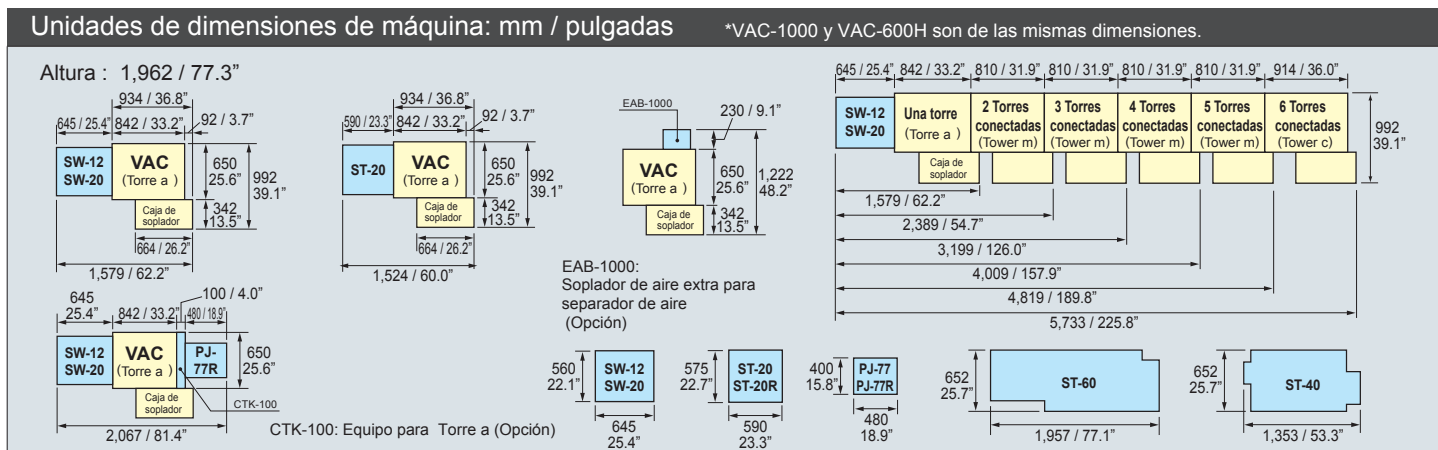 Unidades de dimensiones de máquina: mm / pulgadas
*VAC-1000 y VAC-600H son de las mismas dimensiones.
Altura : 1,962 / 77.3”
934 / 36.8”
645 / 25.4”
842 / 33.2”
92 / 3.7”
SW-12
SW-20
VAC
(Torre a )
Caja de
soplador
650
25.6”
342
13.5”
992
39.1”
664 / 26.2”
1,579 / 62.2”
934 / 36.8”
590 / 23.3”
842 / 33.2”
92 / 3.7”
ST-20
VAC
(Torre a )
Caja de
soplador
650
25.6”
342
13.5”
992
39.1”
664 / 26.2”
1,524 / 60.0”
EAB-1000
230 / 9.1”
VAC
(Torre a )
Caja de
soplador
650
25.6”
342
13.5”
1,222
48.2”
EAB-1000:
Soplador de aire extra para
separador de aire
(Opción)
645 / 25.4”
842 / 33.2”
810 / 31.9”
810 / 31.9”
810 / 31.9”
810 / 31.9”
914 / 36.0”
SW-12
SW-20
Una torre
(Torre a )
2 Torres
conectadas
(Tower m)
3 Torres
conectadas
(Tower m)
4 Torres
conectadas
(Tower m)
5 Torres
conectadas
(Tower m)
6 Torres
conectadas
(Tower c)
Caja de
soplador
992
39.1”
1,579 / 62.2”
2,389 / 54.7”
3,199 / 126.0”
4,009 / 157.9”
4,819 / 189.8”
5,733 / 225.8”
645
25.4”
842 / 33.2”
100 / 4.0”
480 / 18.9”
SW-12
SW-20
VAC
(Torre a )
PJ-
77R
Caja de
soplador
650
25.6”
CTK-100
2,067 / 81.4”
CTK-100: Equipo para Torre a (Opción)
560
22.1”
SW-12
SW-20
645
25.4”
575
22.7”
ST-20
ST-20R
590
23.3”
400
15.8”
PJ-77
PJ-77R
480
18.9”
652
25.7”
ST-60
1,957 / 77.1”
652
25.7”
ST-40
1,353 / 53.3”